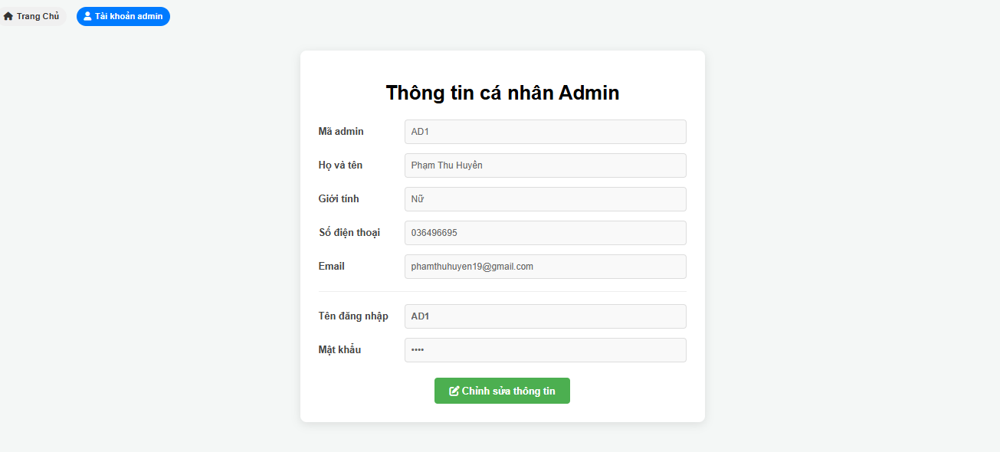 Trang Chủ Tài khoản admin
Thông tin cá nhân Admin
Mã admin AD1
Họ và tên Phạm Thu Huyền
Giới tính Nữ
Số điện thoại 036496695
Email phamthuhuyen19@gmail.com
Tên đăng nhập AD1
Mật khẩu ••••
Chỉnh sửa thông tin